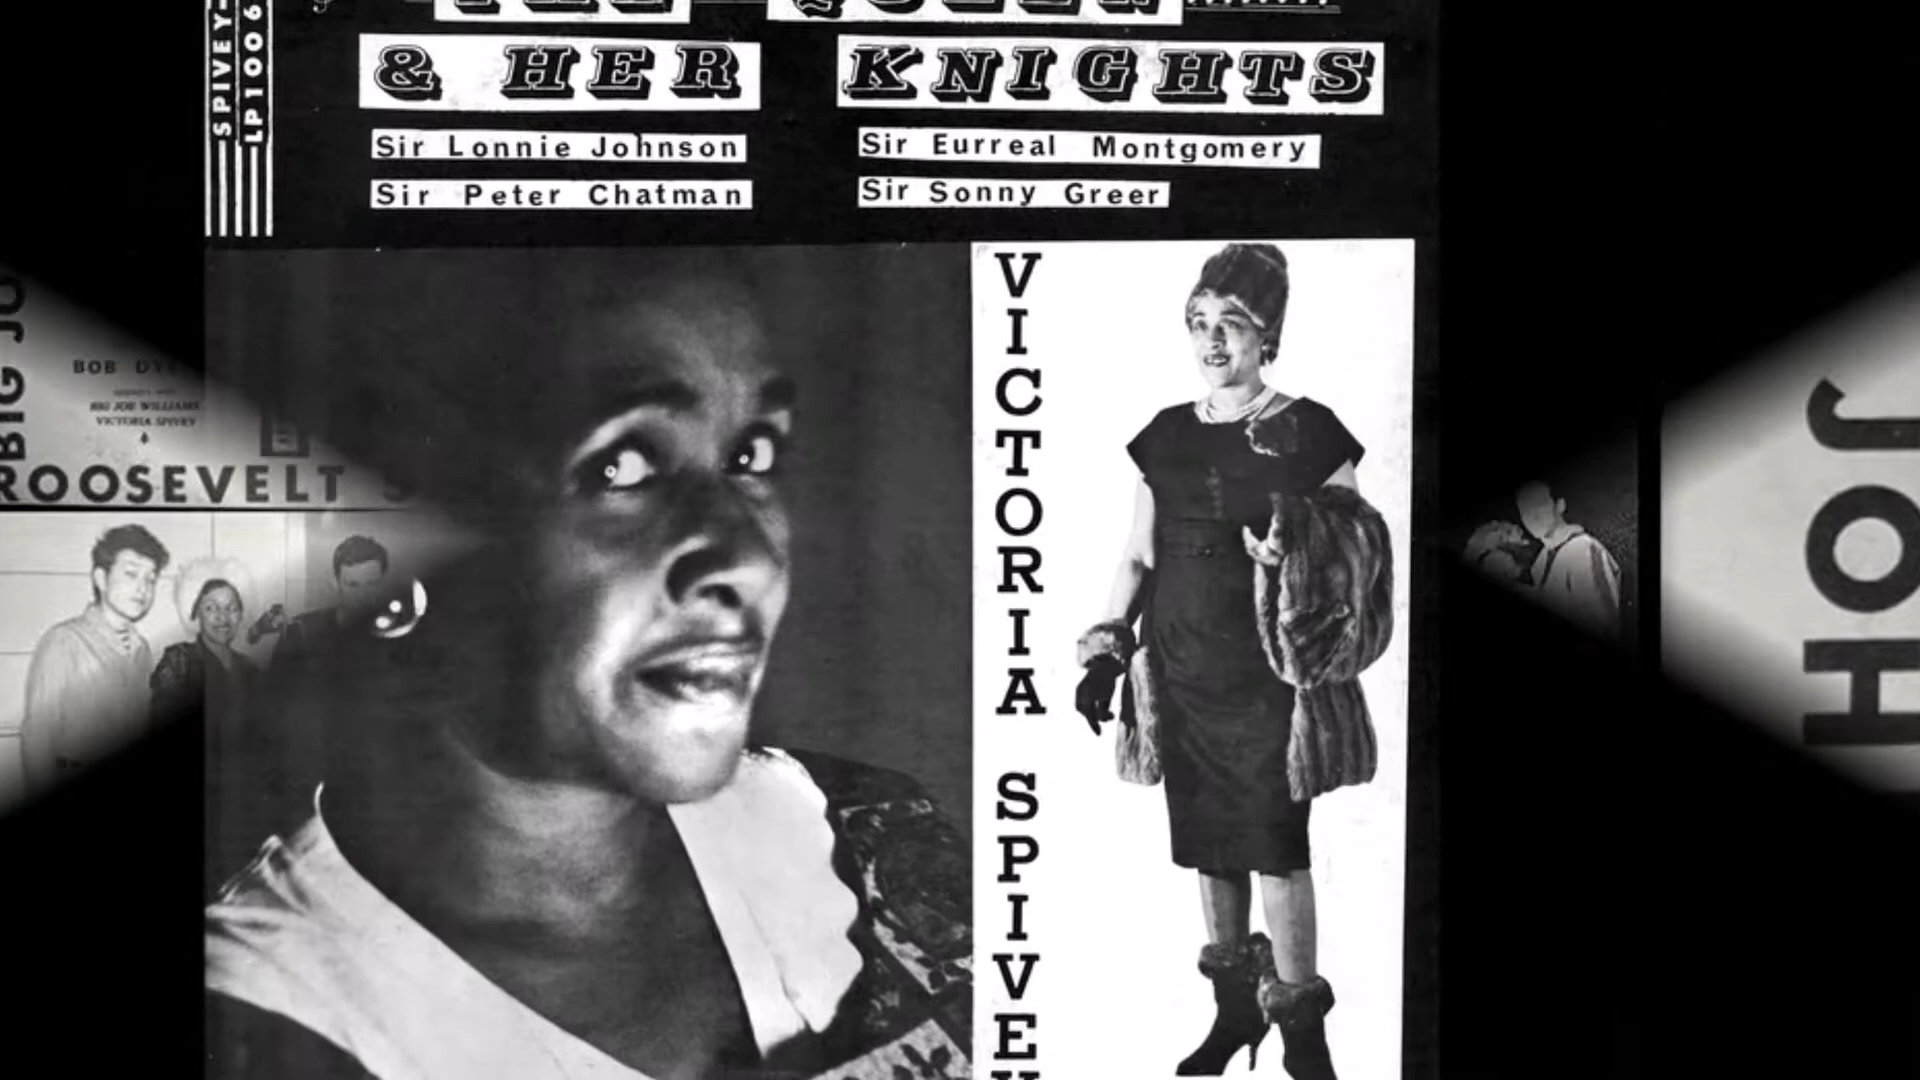 SPIVEY
LP1006
& HER KNIGHTS
Sir Lonnie Johnson
Sir Eurreal Montgomery
Sir Peter Chatman
Sir Sonny Greer
VICTORIA SPIVEY
BIG JO
BOB
BIG JOE WILLIAMS
VICTORIA SPIVEY
ROOSEVELT S
JOH